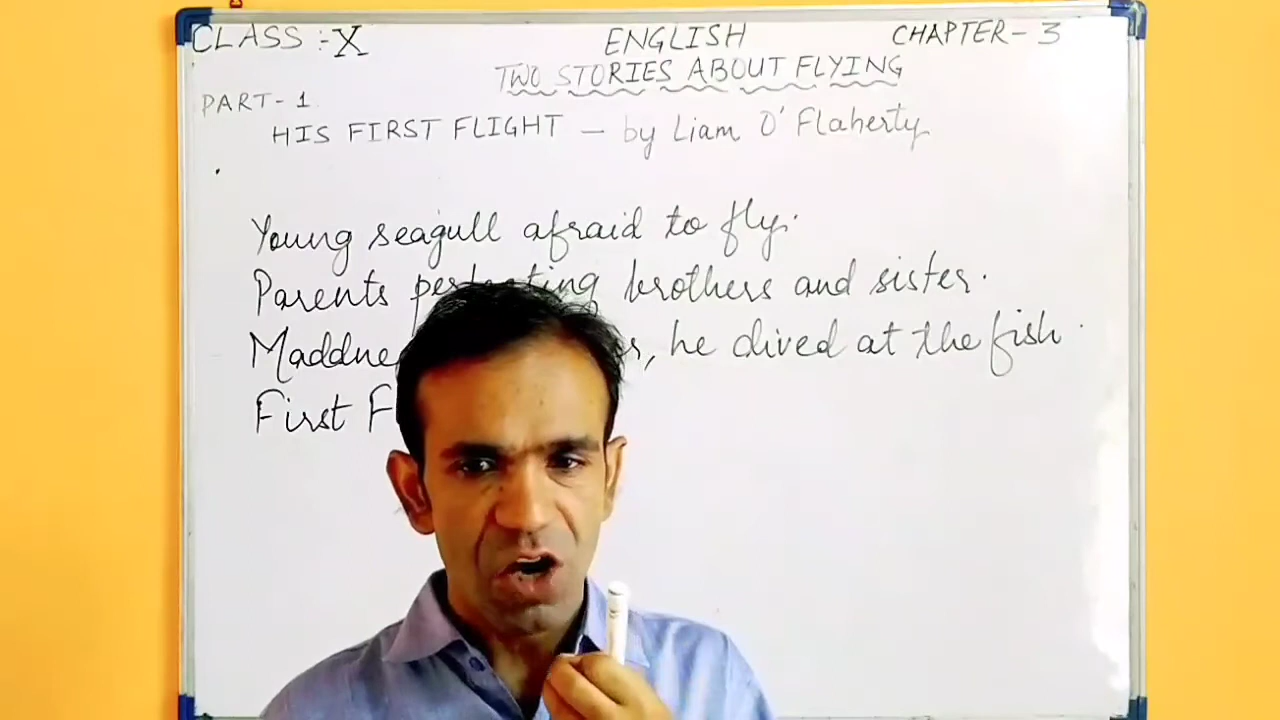 CLASS :- X ENGLISH CHAPTER- 3
TWO STORIES ABOUT FLYING
PART- 1
HIS FIRST FLIGHT — by Liam O'Flaherty
Young seagull afraid to fly.
Parents brothers and sister.
he dived at the fish
First